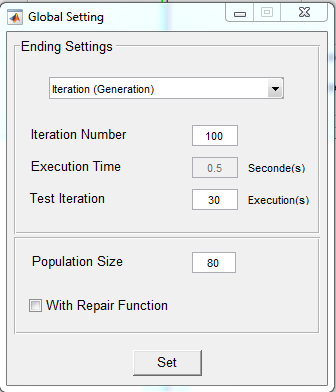 Global Setting
Ending Settings
Iteration (Generation)
Iteration Number 100
Execution Time 0.5 Seconde(s)
Test Iteration 30 Execution(s)
Population Size 80
With Repair Function
Set